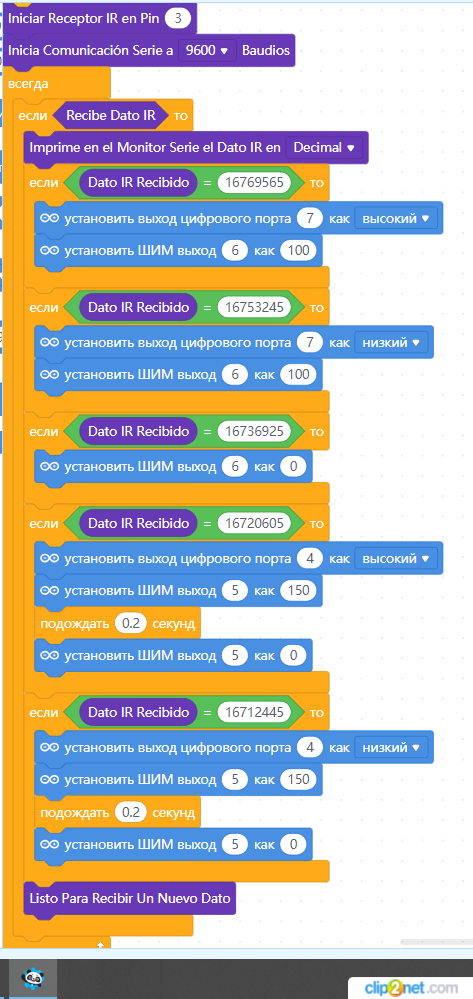 Iniciar Receptor IR en Pin 3
Inicia Comunicación Serie a 9600 Baudios
всегда
если Recibe Dato IR то
Imprime en el Monitor Serie el Dato IR en Decimal
если Dato IR Recibido = 16769565 то
установить выход цифрового порта 7 как высокий
установить ШИМ выход 6 как 100
если Dato IR Recibido = 16753245 то
установить выход цифрового порта 7 как низкий
установить ШИМ выход 6 как 100
если Dato IR Recibido = 16736925 то
установить ШИМ выход 6 как 0
если Dato IR Recibido = 16720605 то
установить выход цифрового порта 4 как высокий
установить ШИМ выход 5 как 150
подождать 0.2 секунд
установить ШИМ выход 5 как 0
если Dato IR Recibido = 16712445 то
установить выход цифрового порта 4 как низкий
установить ШИМ выход 5 как 150
подождать 0.2 секунд
установить ШИМ выход 5 как 0
Listo Para Recibir Un Nuevo Dato
clip2net.com